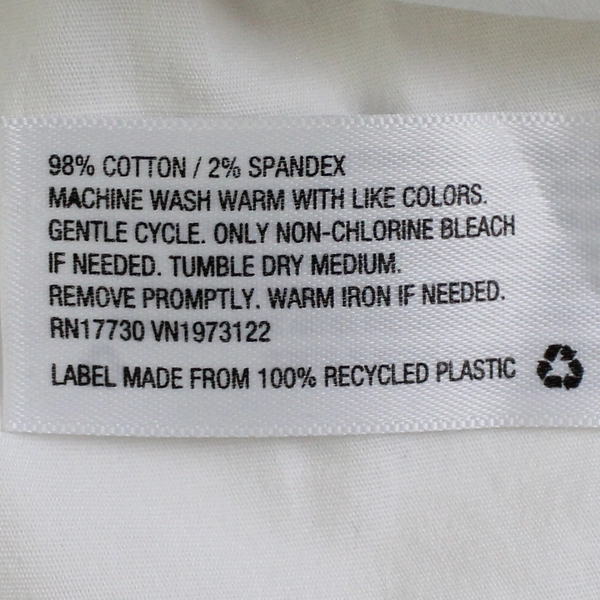 98% COTTON / 2% SPANDEX
MACHINE WASH WARM WITH LIKE COLORS.
GENTLE CYCLE. ONLY NON-CHLORINE BLEACH
IF NEEDED. TUMBLE DRY MEDIUM.
REMOVE PROMPTLY. WARM IRON IF NEEDED.
RN17730 VN1973122
LABEL MADE FROM 100% RECYCLED PLASTIC